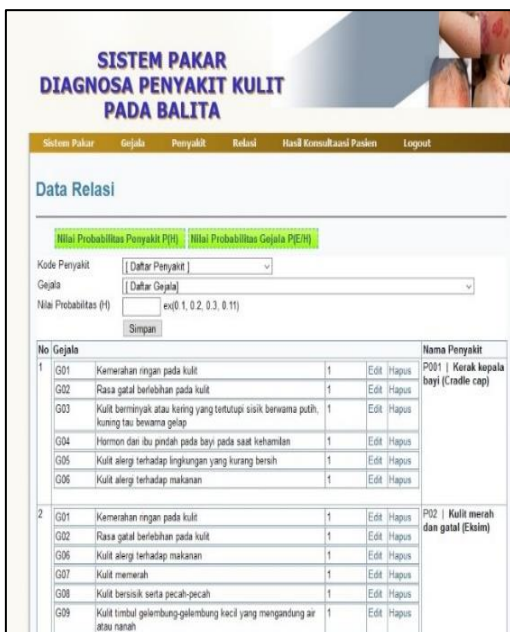 SISTEM PAKAR
DIAGNOSA PENYAKIT KULIT
PADA BALITA
Sistem Pakar Gejala Penyakit Relasi Hasil Konsultaasi Pasien Logout
Data Relasi
Nilai Probabilitas Penyakit P(H) Nilai Probabilitas Gejala P(E/H)
Kode Penyakit [ Daftar Penyakit ]
Gejala [ Daftar Gejala]
Nilai Probabilitas (H) ex(0.1, 0.2, 0.3, 0.11)
Simpan
No Gejala Nama Penyakit
1 G01 Kemerahan ringan pada kulit 1 Edit Hapus P001 | Kerak kepala
bayi (Cradle cap)
G02 Rasa gatal berlebihan pada kulit 1 Edit Hapus
G03 Kulit berminyak atau kering yang tertutupi sisik berwarna putih, 1 Edit Hapus
kuning tau bewarna gelap
G04 Hormon dari ibu pindah pada bayi pada saat kehamilan 1 Edit Hapus
G05 Kulit alergi terhadap lingkungan yang kurang bersih 1 Edit Hapus
G06 Kulit alergi terhadap makanan 1 Edit Hapus
2 G01 Kemerahan ringan pada kulit 1 Edit Hapus P02 | Kulit merah
dan gatal (Eksim)
G02 Rasa gatal berlebihan pada kulit 1 Edit Hapus
G06 Kulit alergi terhadap makanan 1 Edit Hapus
G07 Kulit memerah 1 Edit Hapus
G08 Kulit bersisik serta pecah-pecah 1 Edit Hapus
G09 Kulit timbul gelembung-gelembung kecil yang mengandung air 1 Edit Hapus
atau nanah